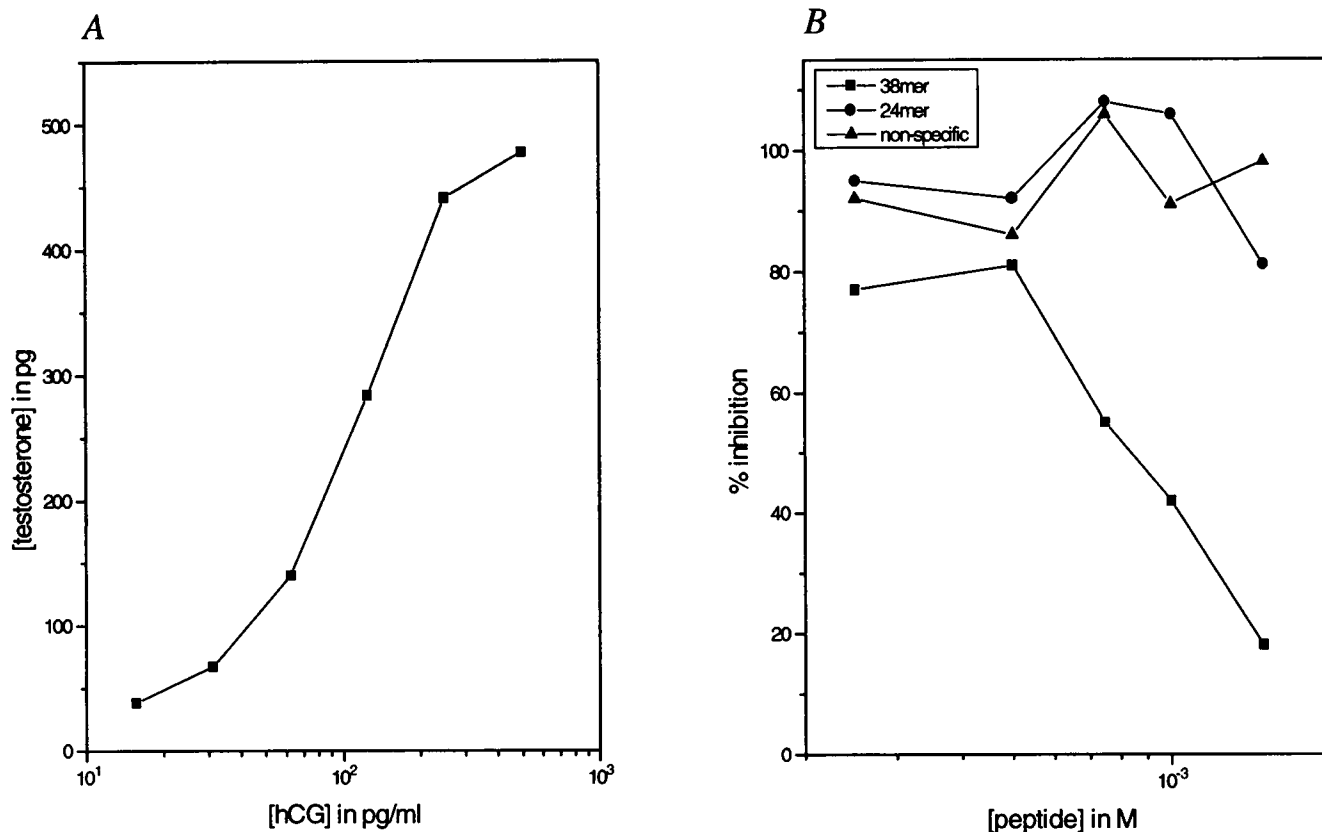 A
500
400
300
200
100
0
[testosterone] in pg
10¹
10²
10³
[hCG] in pg/ml
B
38mer
24mer
non-specific
100
80
60
40
20
0
% inhibition
10⁻³
[peptide] in M